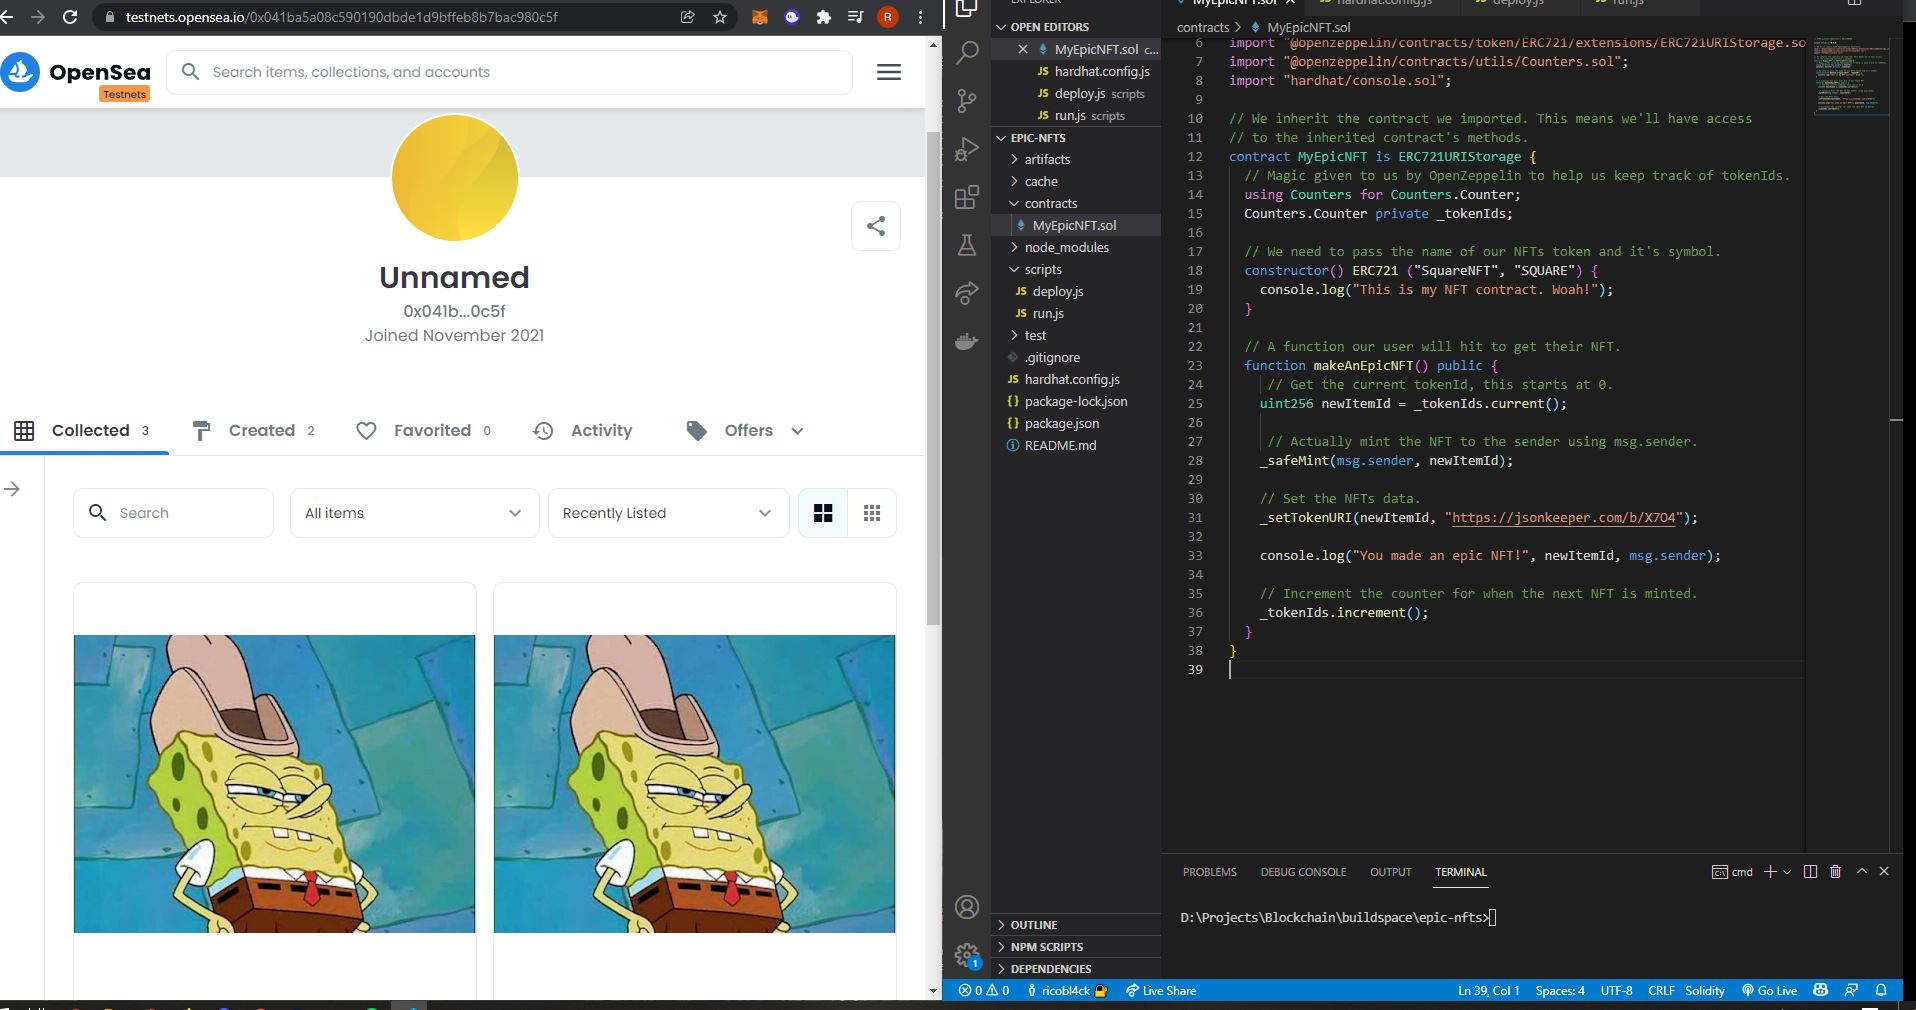 testnets.opensea.io/0x041ba5a08c590190dbde1d9bffeb8b7bac980c5f
R
OpenSea
Testnets
Search items, collections, and accounts
Unnamed
0x041b...0c5f
Joined November 2021
Collected 3
Created 2
Favorited 0
Activity
Offers
Search
All items
Recently Listed
EXPLORER
OPEN EDITORS
MyEpicNFT.sol c...
JS hardhat.config.js
JS deploy.js scripts
JS run.js scripts
EPIC-NFTS
artifacts
cache
contracts
MyEpicNFT.sol
node_modules
scripts
JS deploy.js
JS run.js
test
.gitignore
JS hardhat.config.js
{} package-lock.json
{} package.json
README.md
OUTLINE
NPM SCRIPTS
DEPENDENCIES
MyEpicNFT.sol
hardhat.config.js
deploy.js
run.js
contracts > MyEpicNFT.sol
6 import "@openzeppelin/contracts/token/ERC721/extensions/ERC721URIStorage.so
7 import "@openzeppelin/contracts/utils/Counters.sol";
8 import "hardhat/console.sol";
9
10 // We inherit the contract we imported. This means we'll have access
11 // to the inherited contract's methods.
12 contract MyEpicNFT is ERC721URIStorage {
13 // Magic given to us by OpenZeppelin to help us keep track of tokenIds.
14 using Counters for Counters.Counter;
15 Counters.Counter private _tokenIds;
16
17 // We need to pass the name of our NFTs token and it's symbol.
18 constructor() ERC721 ("SquareNFT", "SQUARE") {
19 console.log("This is my NFT contract. Woah!");
20 }
21
22 // A function our user will hit to get their NFT.
23 function makeAnEpicNFT() public {
24 // Get the current tokenId, this starts at 0.
25 uint256 newItemId = _tokenIds.current();
26
27 // Actually mint the NFT to the sender using msg.sender.
28 _safeMint(msg.sender, newItemId);
29
30 // Set the NFTs data.
31 _setTokenURI(newItemId, "https://jsonkeeper.com/b/X7O4");
32
33 console.log("You made an epic NFT!", newItemId, msg.sender);
34
35 // Increment the counter for when the next NFT is minted.
36 _tokenIds.increment();
37 }
38 }
39
PROBLEMS DEBUG CONSOLE OUTPUT TERMINAL
cmd
D:\Projects\Blockchain\buildspace\epic-nfts>
1
0 0 ricobl4ck Live Share
Ln 39, Col 1 Spaces: 4 UTF-8 CRLF Solidity Go Live